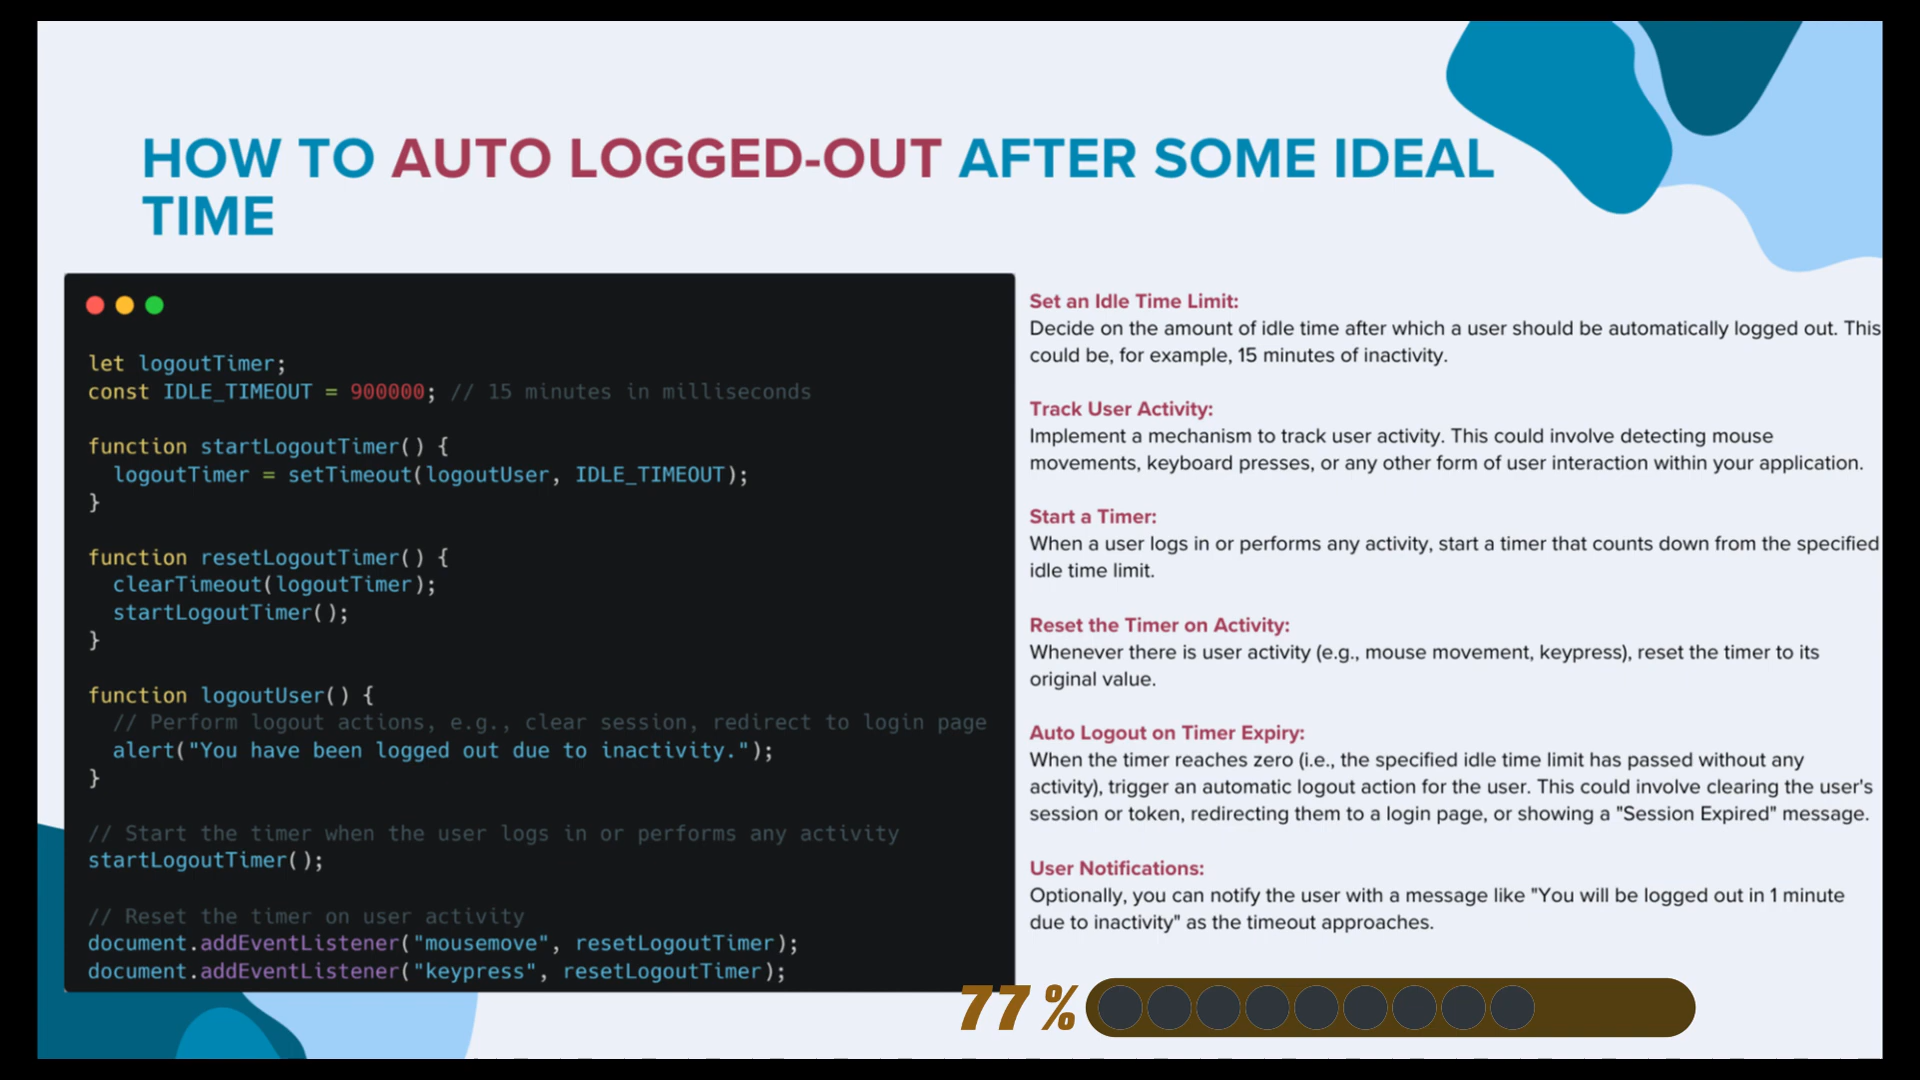 HOW TO AUTO LOGGED-OUT AFTER SOME IDEAL
TIME
let logoutTimer;
const IDLE_TIMEOUT = 900000; // 15 minutes in milliseconds
function startLogoutTimer() {
  logoutTimer = setTimeout(logoutUser, IDLE_TIMEOUT);
}
function resetLogoutTimer() {
  clearTimeout(logoutTimer);
  startLogoutTimer();
}
function logoutUser() {
  // Perform logout actions, e.g., clear session, redirect to login page
  alert("You have been logged out due to inactivity.");
}
// Start the timer when the user logs in or performs any activity
startLogoutTimer();
// Reset the timer on user activity
document.addEventListener("mousemove", resetLogoutTimer);
document.addEventListener("keypress", resetLogoutTimer);
Set an Idle Time Limit:
Decide on the amount of idle time after which a user should be automatically logged out. This
could be, for example, 15 minutes of inactivity.
Track User Activity:
Implement a mechanism to track user activity. This could involve detecting mouse
movements, keyboard presses, or any other form of user interaction within your application.
Start a Timer:
When a user logs in or performs any activity, start a timer that counts down from the specified
idle time limit.
Reset the Timer on Activity:
Whenever there is user activity (e.g., mouse movement, keypress), reset the timer to its
original value.
Auto Logout on Timer Expiry:
When the timer reaches zero (i.e., the specified idle time limit has passed without any
activity), trigger an automatic logout action for the user. This could involve clearing the user's
session or token, redirecting them to a login page, or showing a "Session Expired" message.
User Notifications:
Optionally, you can notify the user with a message like "You will be logged out in 1 minute
due to inactivity" as the timeout approaches.
77%